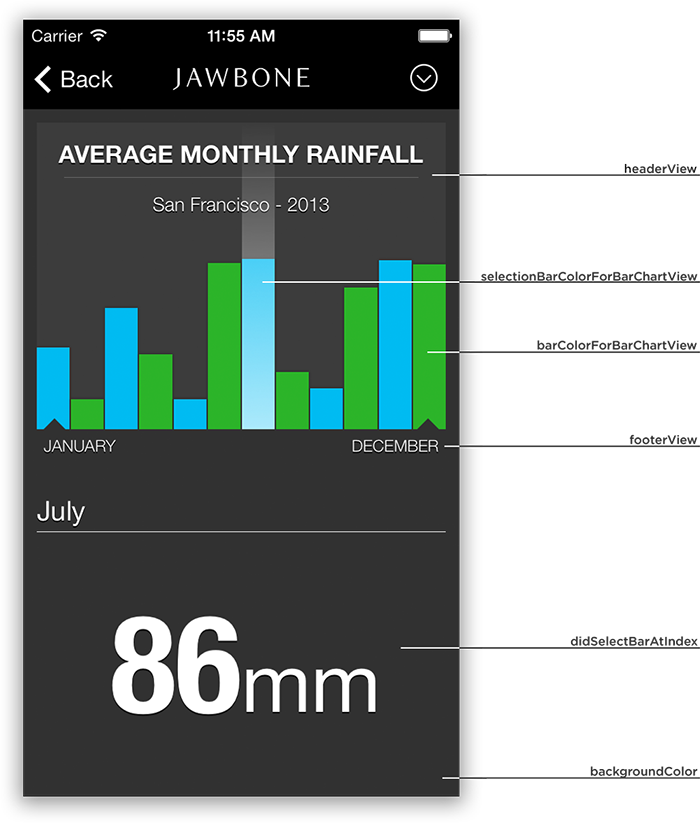 Carrier 11:55 AM
Back JAWBONE
AVERAGE MONTHLY RAINFALL
headerView
San Francisco - 2013
selectionBarColorForBarChartView
barColorForBarChartView
JANUARY DECEMBER
footerView
July
86mm
didSelectBarAtIndex
backgroundColor